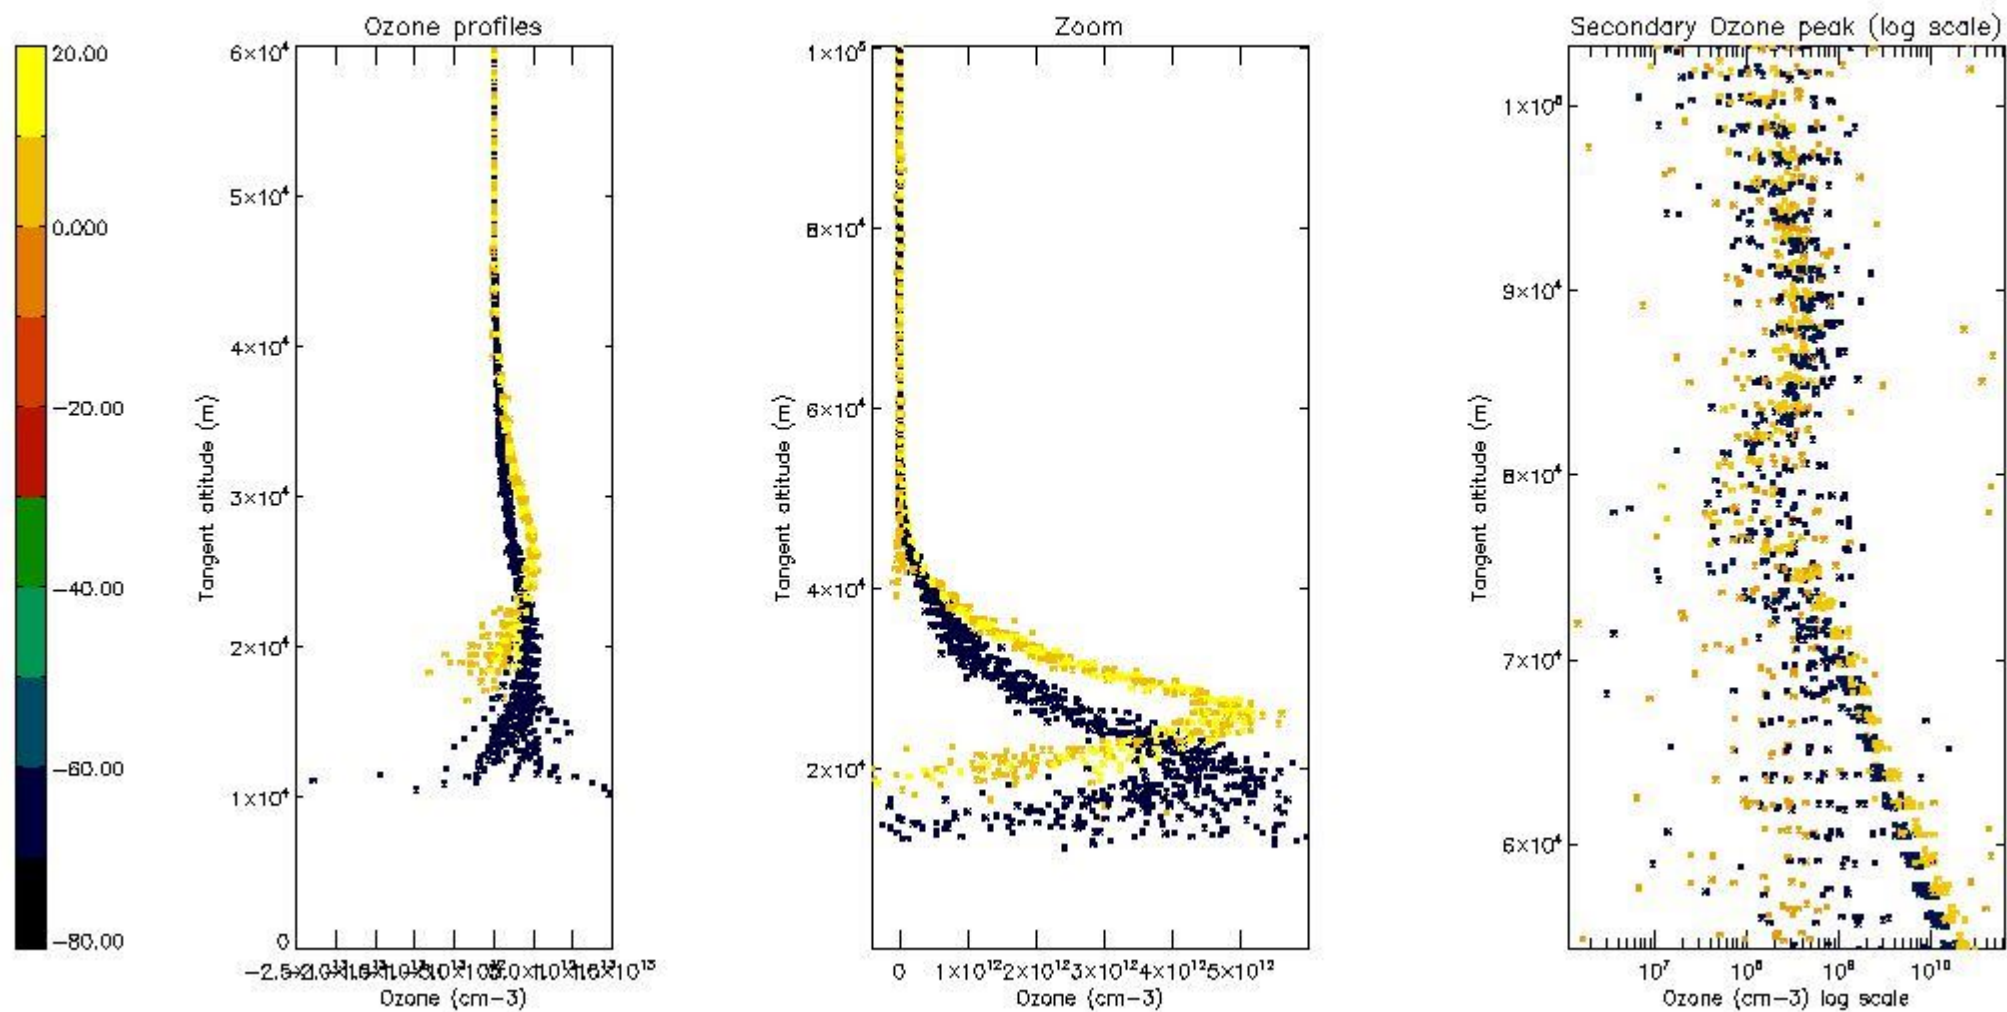 20.00
0.000
−20.00
−40.00
−60.00
−80.00
Ozone profiles
6×10⁴
5×10⁴
4×10⁴
3×10⁴
2×10⁴
1×10⁴
0
Tangent altitude (m)
Ozone (cm−3)
Zoom
1×10⁵
8×10⁴
6×10⁴
4×10⁴
2×10⁴
Tangent altitude (m)
0 1×10¹² 2×10¹² 3×10¹² 4×10¹² 5×10¹²
Ozone (cm−3)
Secondary Ozone peak (log scale)
1×10⁵
9×10⁴
8×10⁴
7×10⁴
6×10⁴
Tangent altitude (m)
10⁷ 10⁸ 10⁹ 10¹⁰
Ozone (cm−3) log scale